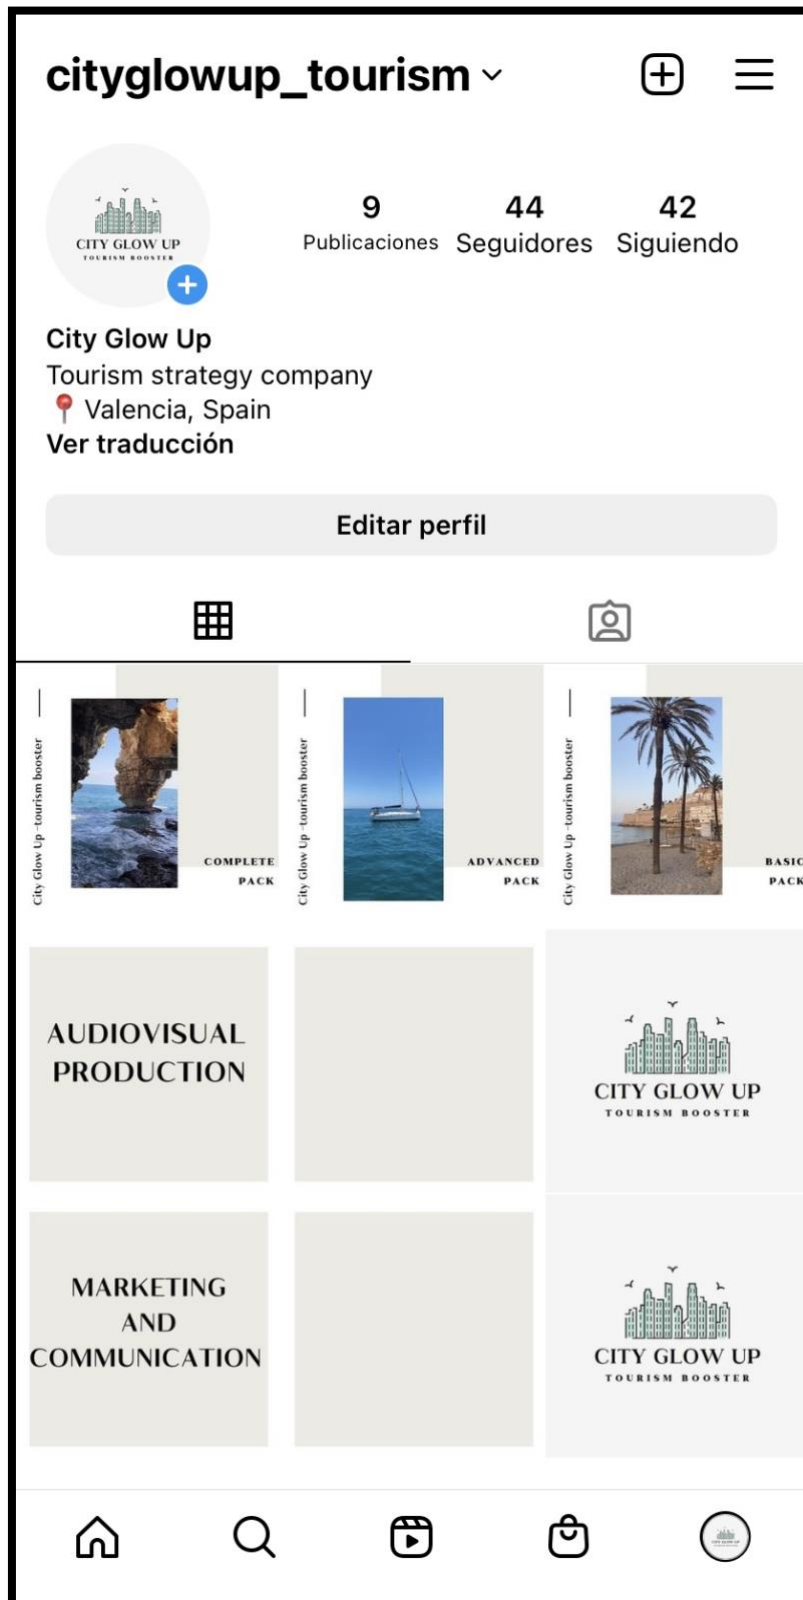 cityglowup_tourism
CITY GLOW UP
TOURISM BOOSTER
9
Publicaciones
44
Seguidores
42
Siguiendo
City Glow Up
Tourism strategy company
Valencia, Spain
Ver traducción
Editar perfil
City Glow Up -tourism booster
COMPLETE
PACK
City Glow Up -tourism booster
ADVANCED
PACK
City Glow Up -tourism booster
BASIC
PACK
AUDIOVISUAL
PRODUCTION
CITY GLOW UP
TOURISM BOOSTER
MARKETING
AND
COMMUNICATION
CITY GLOW UP
TOURISM BOOSTER